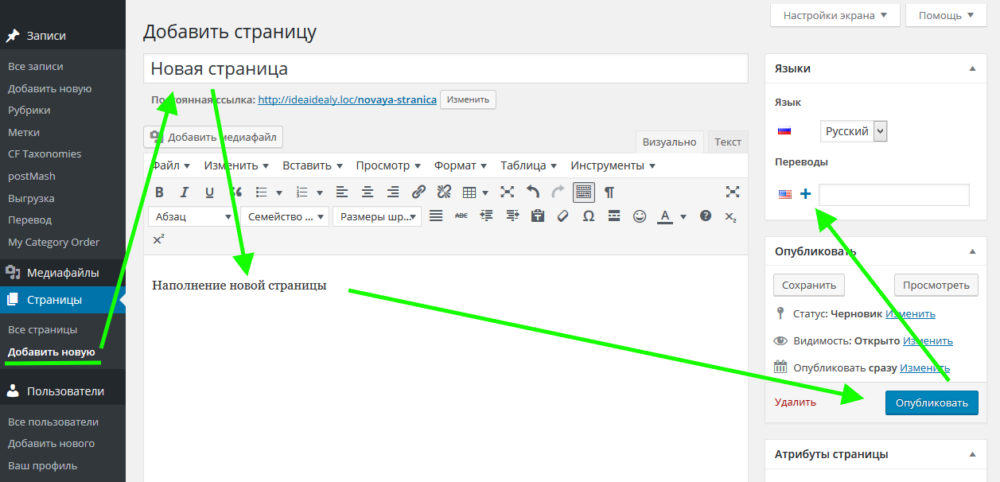 Записи
Все записи
Добавить новую
Рубрики
Метки
CF Taxonomies
postMash
Выгрузка
Перевод
My Category Order
Медиафайлы
Страницы
Все страницы
Добавить новую
Пользователи
Все пользователи
Добавить нового
Ваш профиль
Настройки экрана
Помощь
Добавить страницу
Новая страница
Постоянная ссылка: http://ideaidealy.loc/novaya-stranica Изменить
Добавить медиафайл
Визуально Текст
Файл Изменить Вставить Просмотр Формат Таблица Инструменты
B I U
Абзац Семейство ... Размеры шр... ABC Ω A X₂
X²
Наполнение новой страницы
Языки
Язык
Русский
Переводы
Опубликовать
Сохранить Просмотреть
Статус: Черновик Изменить
Видимость: Открыто Изменить
Опубликовать сразу Изменить
Удалить Опубликовать
Атрибуты страницы